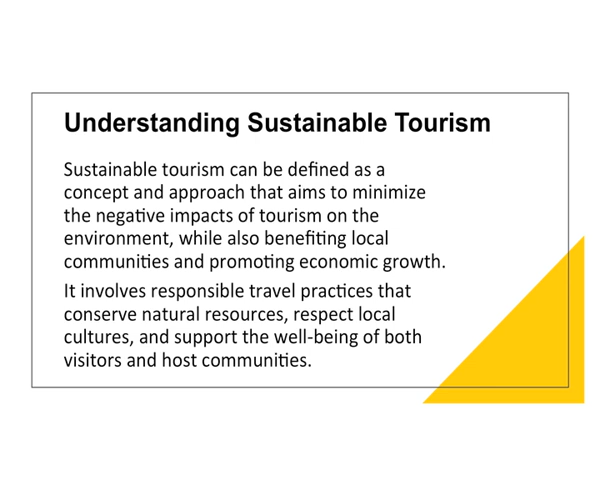 Understanding Sustainable Tourism
Sustainable tourism can be defined as a
concept and approach that aims to minimize
the negative impacts of tourism on the
environment, while also benefiting local
communities and promoting economic growth.
It involves responsible travel practices that
conserve natural resources, respect local
cultures, and support the well-being of both
visitors and host communities.